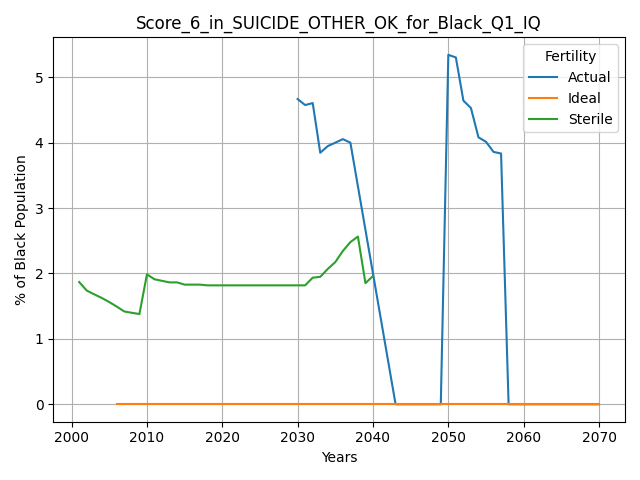 Score_6_in_SUICIDE_OTHER_OK_for_Black_Q1_IQ
Fertility
Actual
Ideal
Sterile
% of Black Population
5
4
3
2
1
0
2000 2010 2020 2030 2040 2050 2060 2070
Years